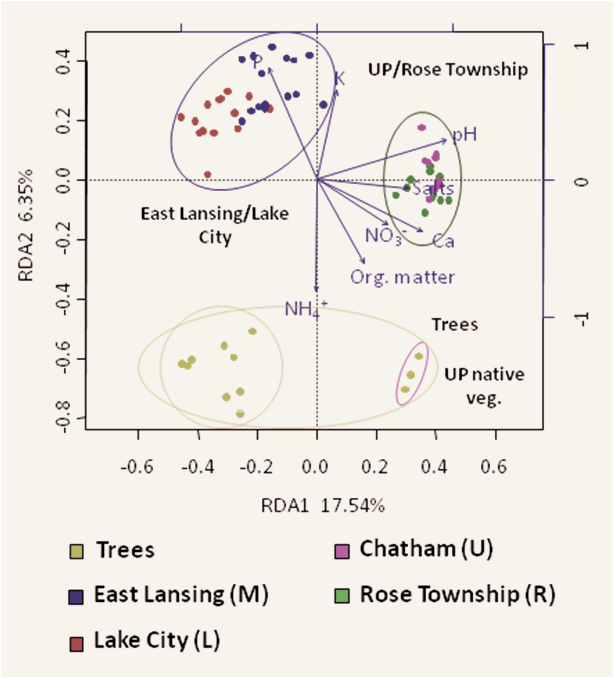 1
0.4
P
UP/Rose Township
K
0.2
pH
RDA2 6.35%
0.0
Salts
0
East Lansing/Lake
City
NO3-
Ca
-0.2
Org. matter
-0.4
NH4+
-1
Trees
-0.6
UP native
veg.
-0.8
-0.6 -0.4 -0.2 0.0 0.2 0.4 0.6
RDA1 17.54%
Trees
Chatham (U)
East Lansing (M)
Rose Township (R)
Lake City (L)